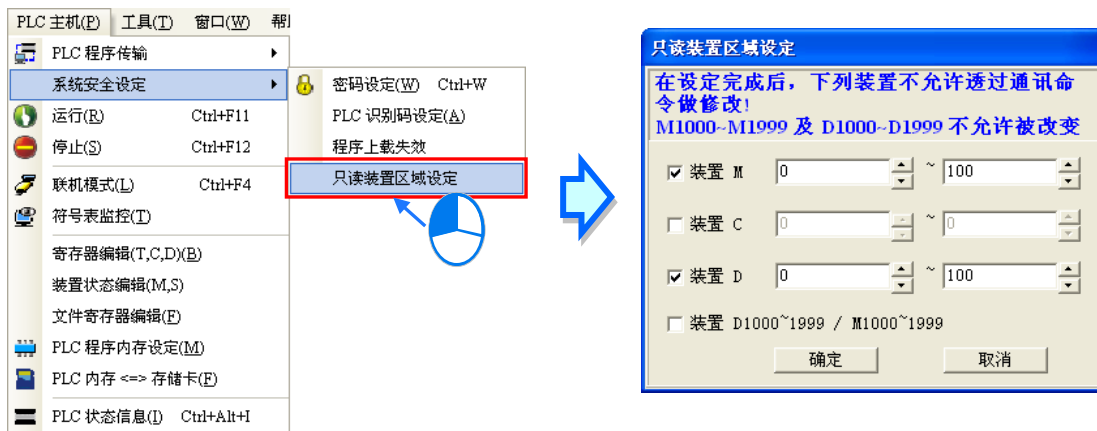 PLC 主机(P) 工具(T) 窗口(W)
PLC 程序传输
系统安全设定
运行(R) Ctrl+F11
停止(S) Ctrl+F12
联机模式(L) Ctrl+F4
符号表监控(T)
寄存器编辑(T,C,D)(B)
装置状态编辑(M,S)
文件寄存器编辑(F)
PLC 程序内存设定(M)
PLC 内存 <=> 存储卡(F)
PLC 状态信息(I) Ctrl+Alt+I
密码设定(W) Ctrl+W
PLC 识别码设定(A)
程序上载失效
只读装置区域设定
只读装置区域设定
在设定完成后，下列装置不允许透过通讯命
令做修改!
M1000~M1999 及 D1000~D1999 不允许被改变
装置 M 0 ~ 100
装置 C 0 ~ 0
装置 D 0 ~ 100
装置 D1000~1999 / M1000~1999
确定 取消